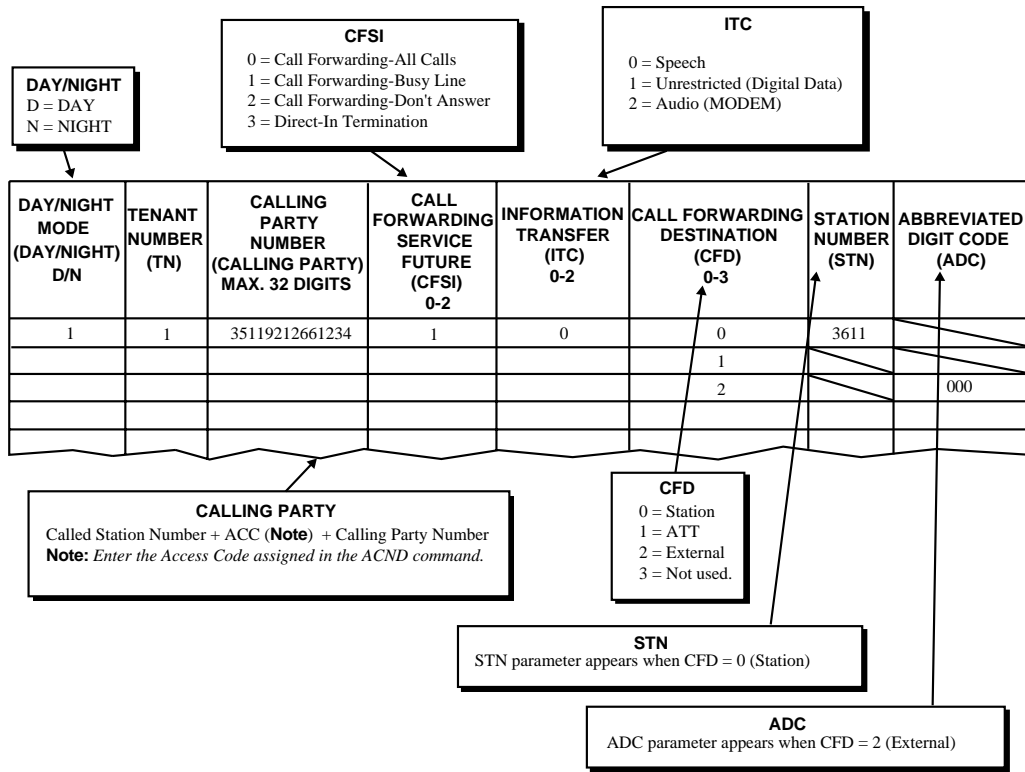 CFSI
0 = Call Forwarding-All Calls
1 = Call Forwarding-Busy Line
2 = Call Forwarding-Don't Answer
3 = Direct-In Termination
ITC
0 = Speech
1 = Unrestricted (Digital Data)
2 = Audio (MODEM)
DAY/NIGHT
D = DAY
N = NIGHT
DAY/NIGHT
MODE
(DAY/NIGHT)
D/N
TENANT
NUMBER
(TN)
CALLING
PARTY
NUMBER
(CALLING PARTY)
MAX. 32 DIGITS
CALL
FORWARDING
SERVICE
FUTURE
(CFSI)
0-2
INFORMATION
TRANSFER
(ITC)
0-2
CALL FORWARDING
DESTINATION
(CFD)
0-3
STATION
NUMBER
(STN)
ABBREVIATED
DIGIT CODE
(ADC)
1 1 35119212661234 1 0 0 3611
1
2 000
CALLING PARTY
Called Station Number + ACC (Note) + Calling Party Number
Note: Enter the Access Code assigned in the ACND command.
CFD
0 = Station
1 = ATT
2 = External
3 = Not used.
STN
STN parameter appears when CFD = 0 (Station)
ADC
ADC parameter appears when CFD = 2 (External)